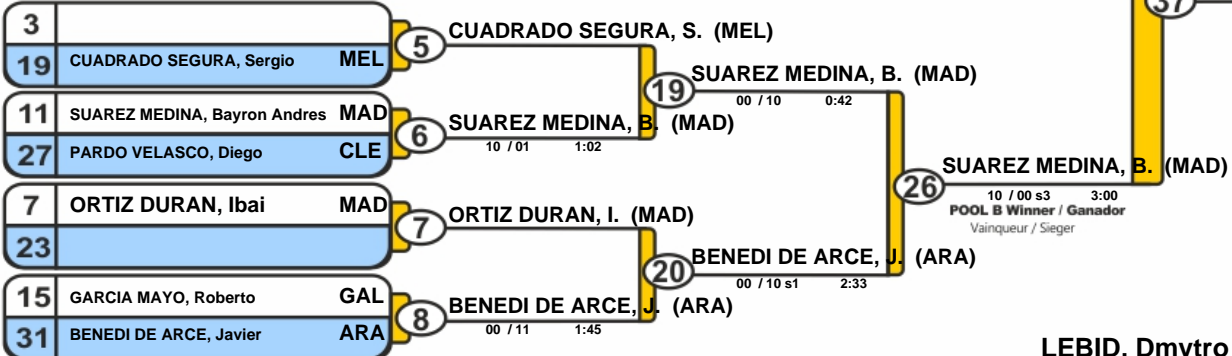 3
19 CUADRADO SEGURA, Sergio MEL
5
CUADRADO SEGURA, S. (MEL)
11 SUAREZ MEDINA, Bayron Andres MAD
27 PARDO VELASCO, Diego CLE
6
SUAREZ MEDINA, B. (MAD)
10 / 01 1:02
19
SUAREZ MEDINA, B. (MAD)
00 / 10 0:42
7 ORTIZ DURAN, Ibai MAD
23
7
ORTIZ DURAN, I. (MAD)
15 GARCIA MAYO, Roberto GAL
31 BENEDI DE ARCE, Javier ARA
8
BENEDI DE ARCE, J. (ARA)
00 / 11 1:45
20
BENEDI DE ARCE, J. (ARA)
00 / 10 s1 2:33
26
SUAREZ MEDINA, B. (MAD)
10 / 00 s3 3:00
POOL B Winner / Ganador
Vainqueur / Sieger
37
LEBID, Dmytro